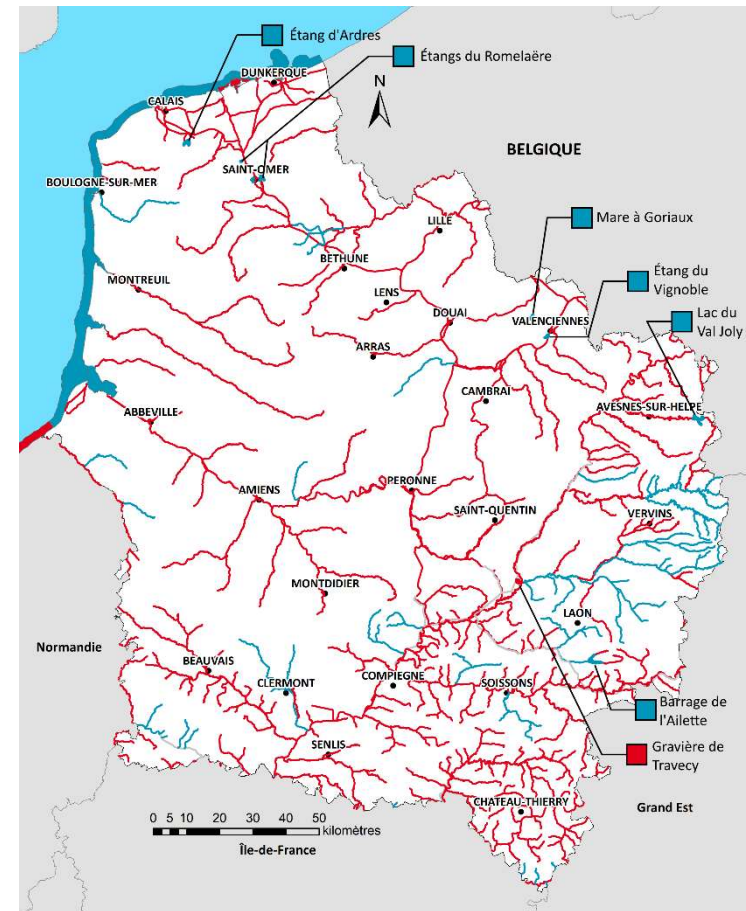 Étang d'Ardres
Étangs du Romelaëre
DUNKERQUE
N
CALAIS
BELGIQUE
SAINT-OMER
BOULOGNE-SUR-MER
Mare à Goriaux
LILLE
BETHUNE
Étang du
Vignoble
MONTREUIL
LENS
DOUAI
VALENCIENNES
Lac du
Val Joly
ARRAS
CAMBRAI
AVESNES-SUR-HELPE
ABBEVILLE
AMIENS
PERONNE
SAINT-QUENTIN
VERVINS
MONTDIDIER
LAON
Normandie
BEAUVAIS
CLERMONT
COMPIEGNE
SOISSONS
Barrage de
l'Ailette
SENLIS
Gravière de
Travecy
CHATEAU-THIERRY
Grand Est
0 5 10 20 30 40 50
kilomètres
Île-de-France